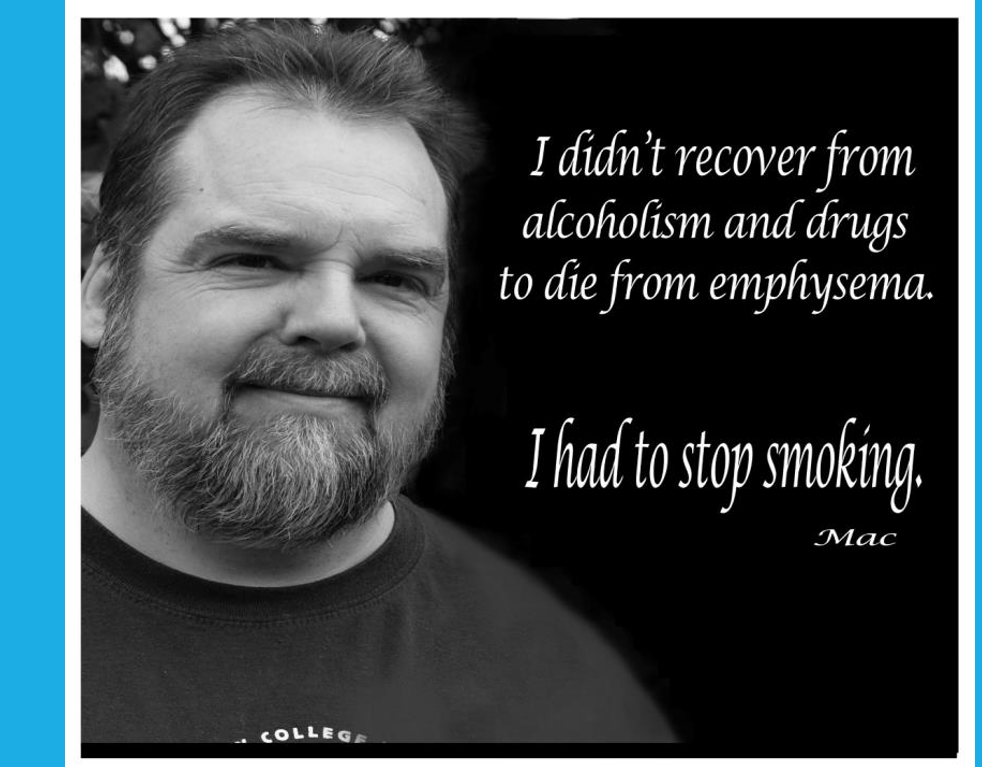 I didn't recover from
alcoholism and drugs
to die from emphysema.
I had to stop smoking.
Mac
COLLEGE